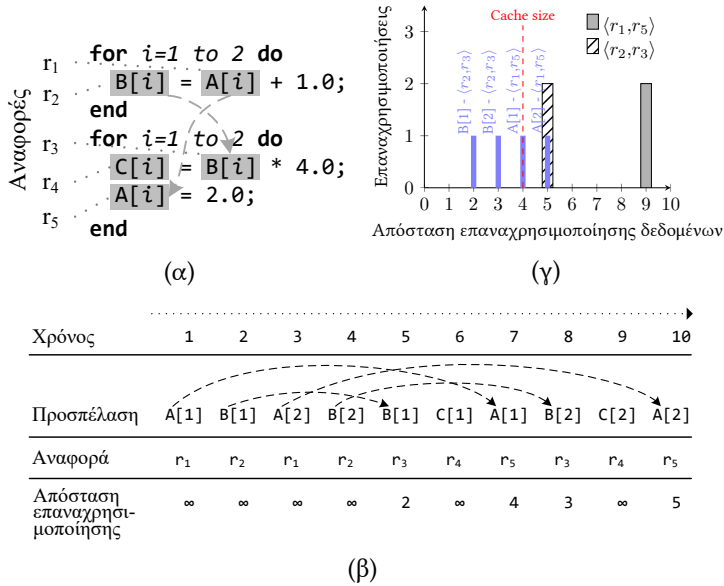 Αναφορές
r₁
r₂
r₃
r₄
r₅
for i=1 to 2 do
B[i] = A[i] + 1.0;
end
for i=1 to 2 do
C[i] = B[i] * 4.0;
A[i] = 2.0;
end
(α)
Cache size
⟨r₁, r₅⟩
⟨r₂, r₃⟩
Επαναχρησιμοποιήσεις
3
2
1
0
B[1] - ⟨r₂, r₃⟩
B[2] - ⟨r₂, r₃⟩
A[1] - ⟨r₁, r₅⟩
A[2] - ⟨r₁, r₅⟩
0 1 2 3 4 5 6 7 8 9 10
Απόσταση επαναχρησιμοποίησης δεδομένων
(γ)
Χρόνος 1 2 3 4 5 6 7 8 9 10
Προσπέλαση A[1] B[1] A[2] B[2] B[1] C[1] A[1] B[2] C[2] A[2]
Αναφορά r₁ r₂ r₁ r₂ r₃ r₄ r₅ r₃ r₄ r₅
Απόσταση
επαναχρησι- ∞ ∞ ∞ ∞ 2 ∞ 4 3 ∞ 5
μοποίησης
(β)